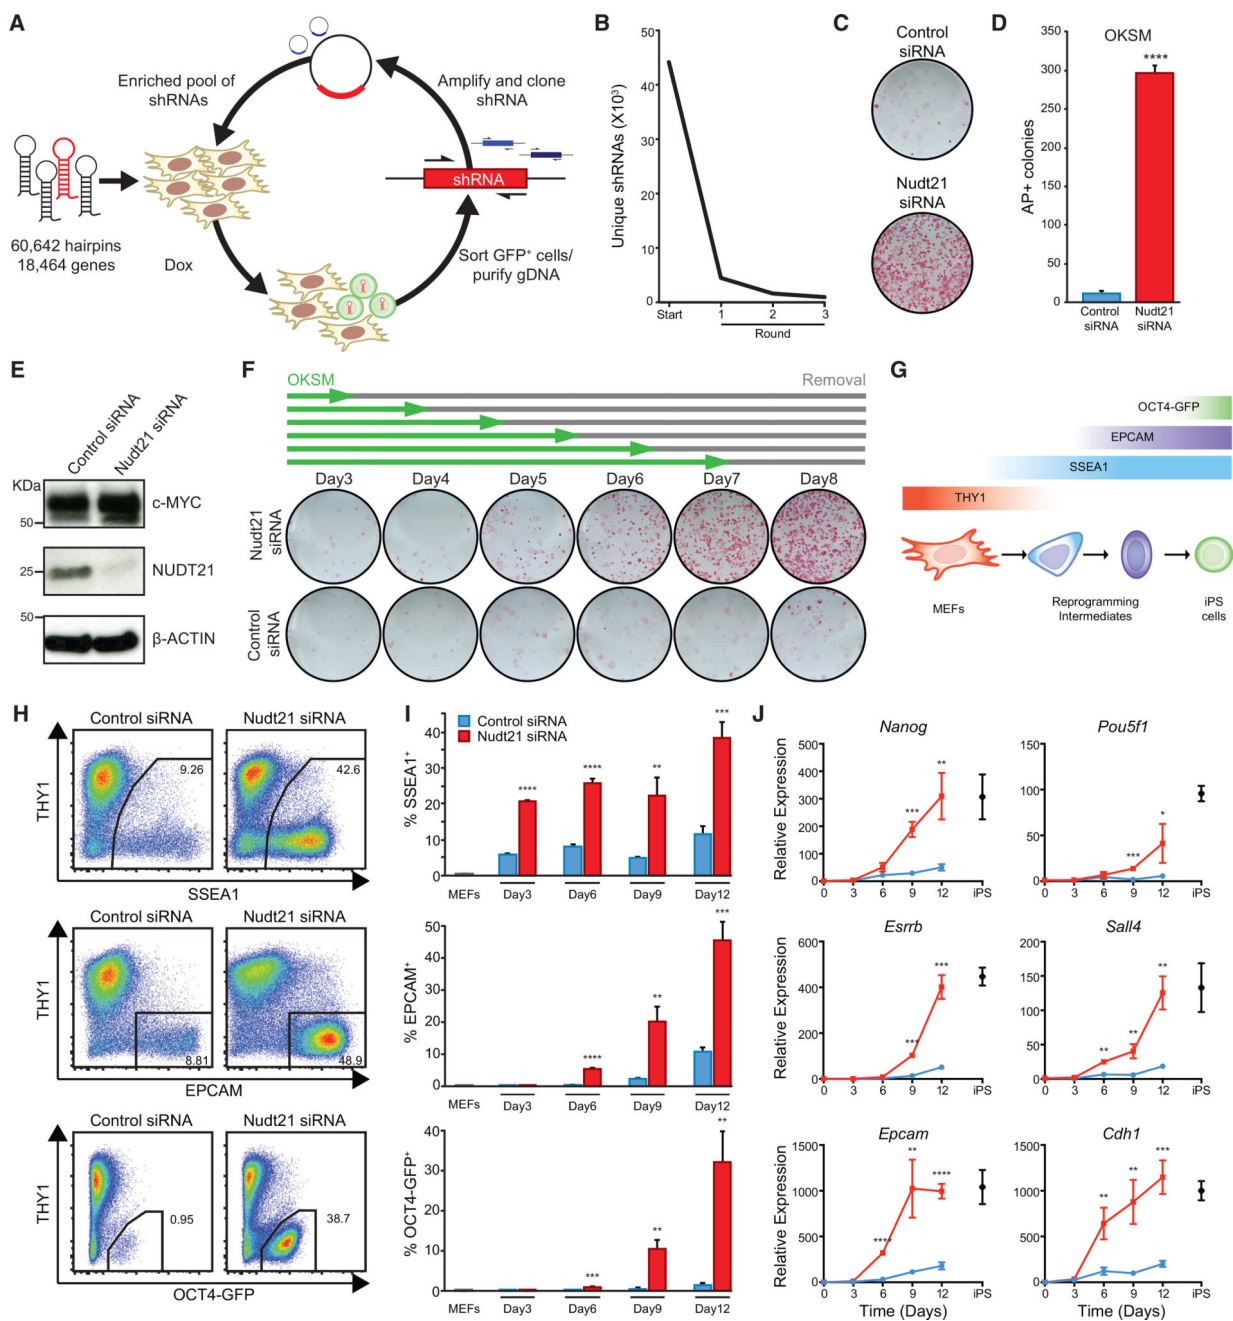 A
Enriched pool of
shRNAs
Amplify and clone
shRNA
shRNA
60,642 hairpins
18,464 genes
Dox
Sort GFP⁺ cells/
purify gDNA
B
Unique shRNAs (X10³)
50
40
30
20
10
0
Start
1
2
3
Round
C
Control
siRNA
Nudt21
siRNA
D
OKSM
****
AP+ colonies
350
300
250
200
150
100
50
0
Control
siRNA
Nudt21
siRNA
E
Control siRNA
Nudt21 siRNA
KDa
50
c-MYC
25
NUDT21
50
β-ACTIN
F
OKSM
Removal
Day3
Day4
Day5
Day6
Day7
Day8
Nudt21
siRNA
Control
siRNA
G
OCT4-GFP
EPCAM
SSEA1
THY1
MEFs
Reprogramming
Intermediates
iPS
cells
H
Control siRNA
Nudt21 siRNA
THY1
9.26
42.6
SSEA1
Control siRNA
Nudt21 siRNA
THY1
8.81
48.9
EPCAM
Control siRNA
Nudt21 siRNA
THY1
0.95
38.7
OCT4-GFP
I
Control siRNA
Nudt21 siRNA
% SSEA1⁺
40
30
20
10
0
****
****
**
***
MEFs
Day3
Day6
Day9
Day12
% EPCAM⁺
50
40
30
20
10
0
****
**
***
MEFs
Day3
Day6
Day9
Day12
% OCT4-GFP⁺
40
30
20
10
0
***
**
**
MEFs
Day3
Day6
Day9
Day12
J
Nanog
Relative Expression
500
400
300
200
100
0
***
**
0
3
6
9
12
iPS
Pou5f1
150
100
50
0
***
*
0
3
6
9
12
iPS
Esrrb
Relative Expression
600
400
200
0
***
***
0
3
6
9
12
iPS
Sall4
200
150
100
50
0
**
**
**
0
3
6
9
12
iPS
Epcam
Relative Expression
1500
1000
500
0
****
**
****
0
3
6
9
12
iPS
Time (Days)
Cdh1
1500
1000
500
0
**
**
***
0
3
6
9
12
iPS
Time (Days)